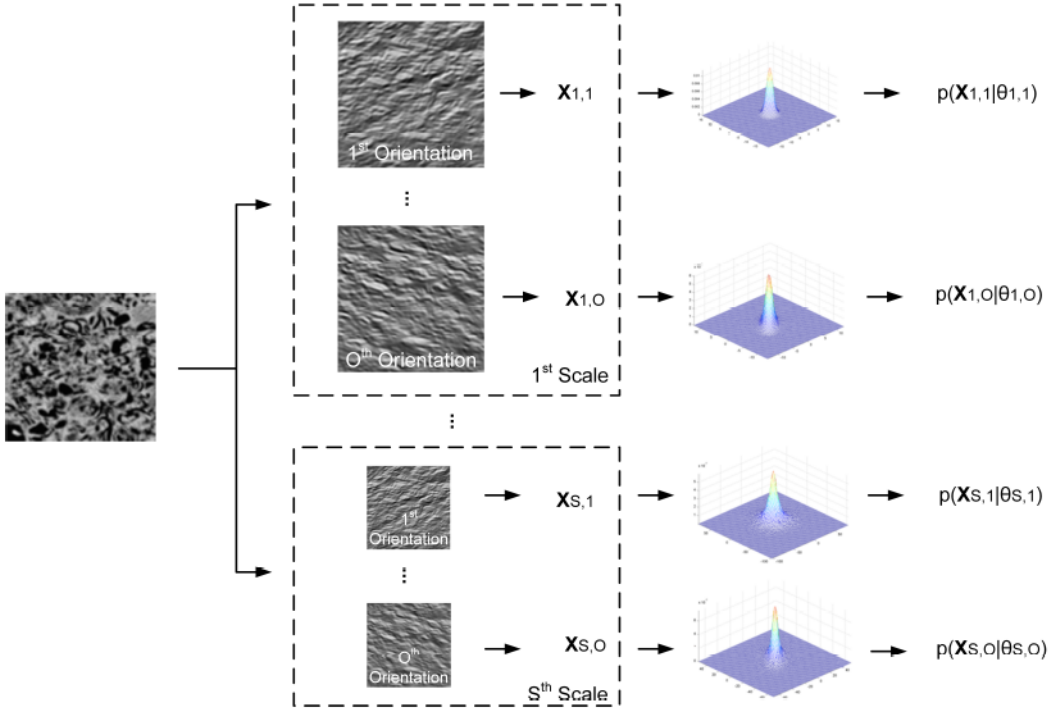 1st Orientation
X1,1
p(X1,1|θ1,1)
...
Oth Orientation
X1,O
p(X1,O|θ1,O)
1st Scale
...
1st
Orientation
XS,1
p(XS,1|θS,1)
...
Oth
Orientation
XS,O
p(XS,O|θS,O)
Sth Scale